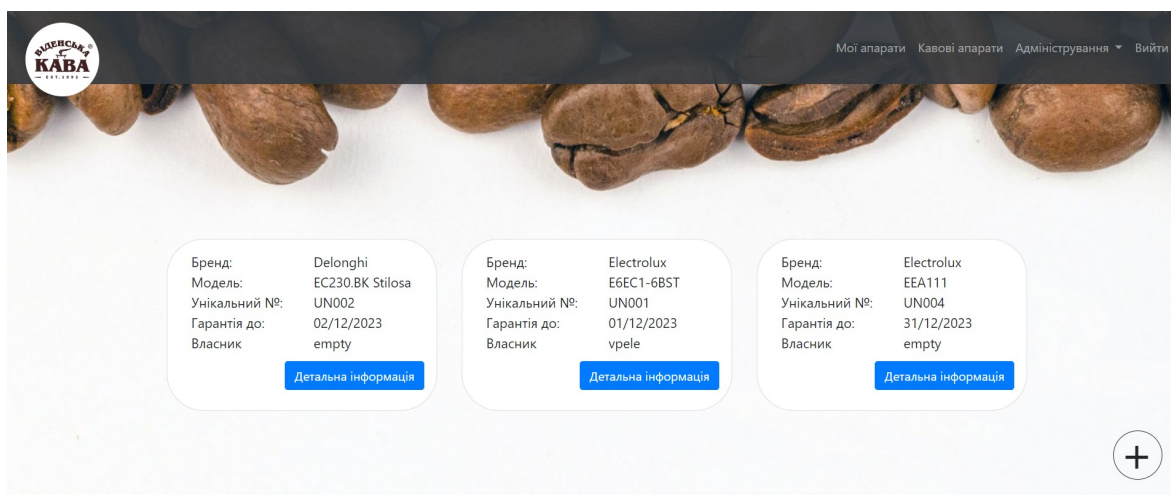 ВІДЕНСЬКА®
КАВА
EST. 1991
Мої апарати Кавові апарати Адміністрування Вийти
Бренд: Delonghi
Модель: EC230.BK Stilosa
Унікальний №: UN002
Гарантія до: 02/12/2023
Власник empty
Детальна інформація
Бренд: Electrolux
Модель: E6EC1-6BST
Унікальний №: UN001
Гарантія до: 01/12/2023
Власник vpele
Детальна інформація
Бренд: Electrolux
Модель: EEA111
Унікальний №: UN004
Гарантія до: 31/12/2023
Власник empty
Детальна інформація
+